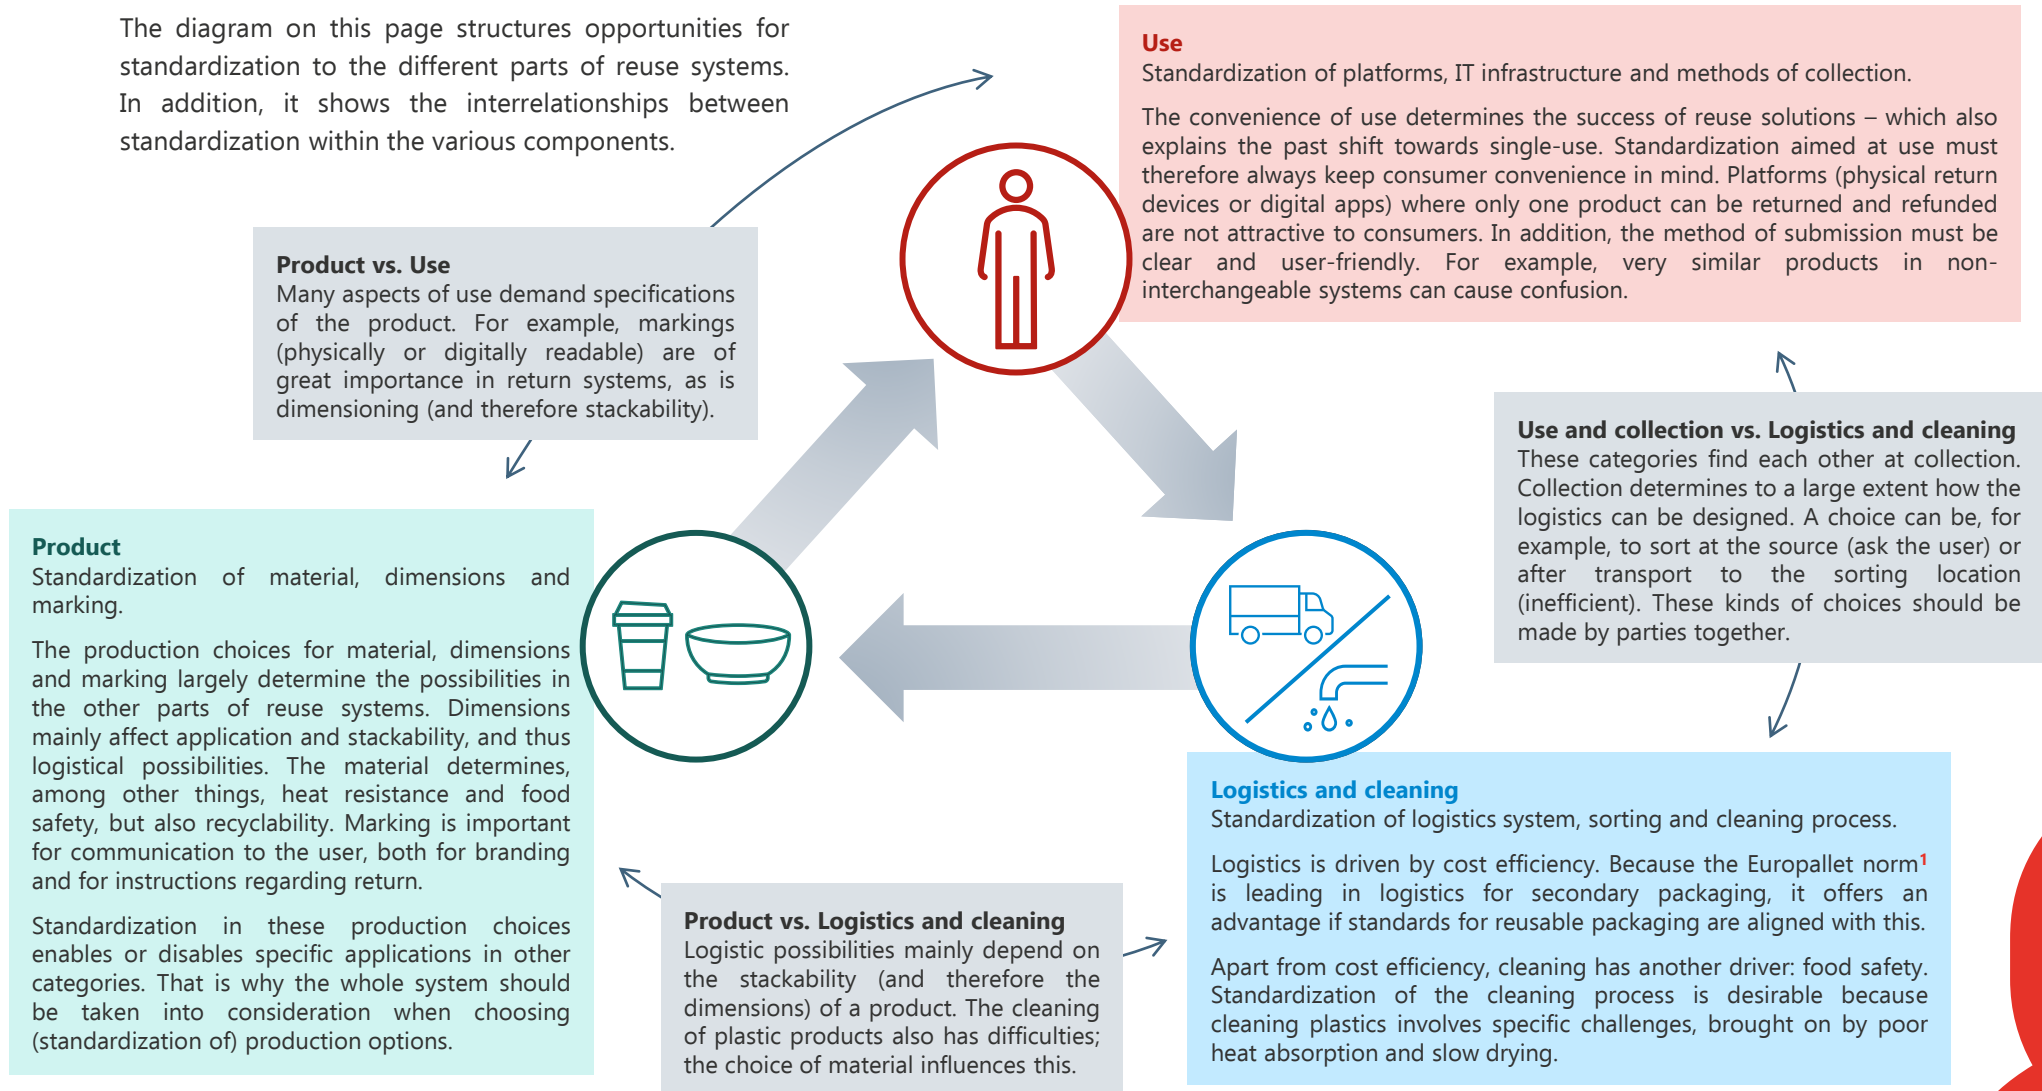 The diagram on this page structures opportunities for
standardization to the different parts of reuse systems.
In addition, it shows the interrelationships between
standardization within the various components.
Use
Standardization of platforms, IT infrastructure and methods of collection.
The convenience of use determines the success of reuse solutions – which also
explains the past shift towards single-use. Standardization aimed at use must
therefore always keep consumer convenience in mind. Platforms (physical return
devices or digital apps) where only one product can be returned and refunded
are not attractive to consumers. In addition, the method of submission must be
clear and user-friendly. For example, very similar products in non-
interchangeable systems can cause confusion.
Product vs. Use
Many aspects of use demand specifications
of the product. For example, markings
(physically or digitally readable) are of
great importance in return systems, as is
dimensioning (and therefore stackability).
Use and collection vs. Logistics and cleaning
These categories find each other at collection.
Collection determines to a large extent how the
logistics can be designed. A choice can be, for
example, to sort at the source (ask the user) or
after transport to the sorting location
(inefficient). These kinds of choices should be
made by parties together.
Product
Standardization of material, dimensions and
marking.
The production choices for material, dimensions
and marking largely determine the possibilities in
the other parts of reuse systems. Dimensions
mainly affect application and stackability, and thus
logistical possibilities. The material determines,
among other things, heat resistance and food
safety, but also recyclability. Marking is important
for communication to the user, both for branding
and for instructions regarding return.
Standardization in these production choices
enables or disables specific applications in other
categories. That is why the whole system should
be taken into consideration when choosing
(standardization of) production options.
Product vs. Logistics and cleaning
Logistic possibilities mainly depend on
the stackability (and therefore the
dimensions) of a product. The cleaning
of plastic products also has difficulties;
the choice of material influences this.
Logistics and cleaning
Standardization of logistics system, sorting and cleaning process.
Logistics is driven by cost efficiency. Because the Europallet norm¹
is leading in logistics for secondary packaging, it offers an
advantage if standards for reusable packaging are aligned with this.
Apart from cost efficiency, cleaning has another driver: food safety.
Standardization of the cleaning process is desirable because
cleaning plastics involves specific challenges, brought on by poor
heat absorption and slow drying.